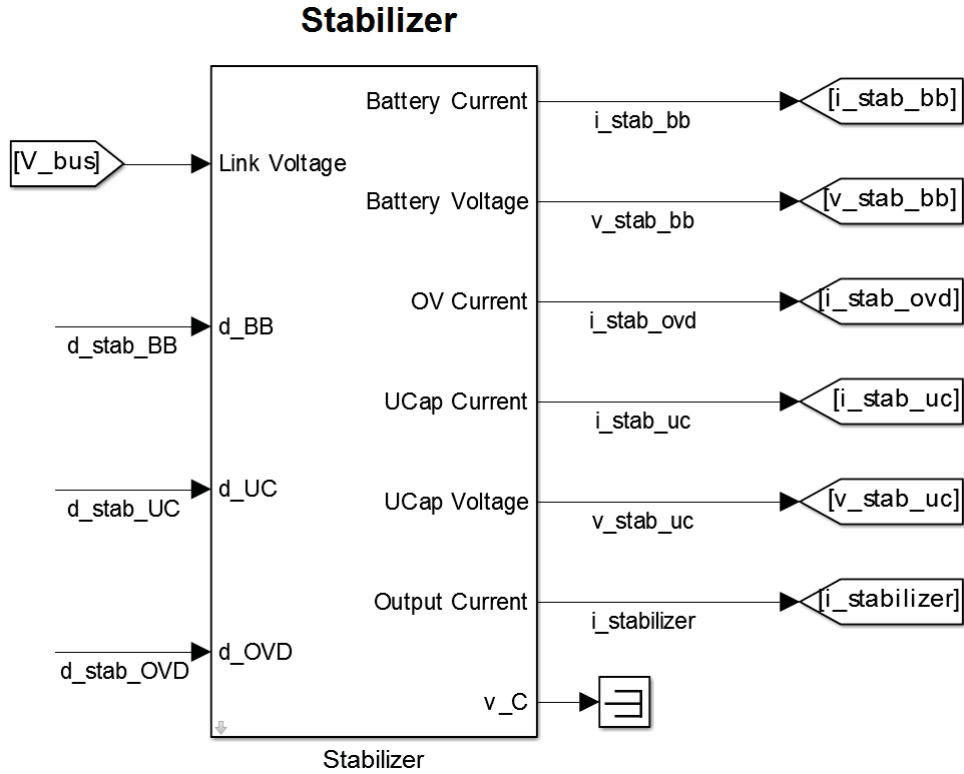 Stabilizer
Battery Current
i_stab_bb
[i_stab_bb]
[V_bus]
Link Voltage
Battery Voltage
v_stab_bb
[v_stab_bb]
OV Current
i_stab_ovd
[i_stab_ovd]
d_stab_BB
d_BB
UCap Current
i_stab_uc
[i_stab_uc]
d_stab_UC
d_UC
UCap Voltage
v_stab_uc
[v_stab_uc]
Output Current
i_stabilizer
[i_stabilizer]
d_stab_OVD
d_OVD
v_C
Stabilizer